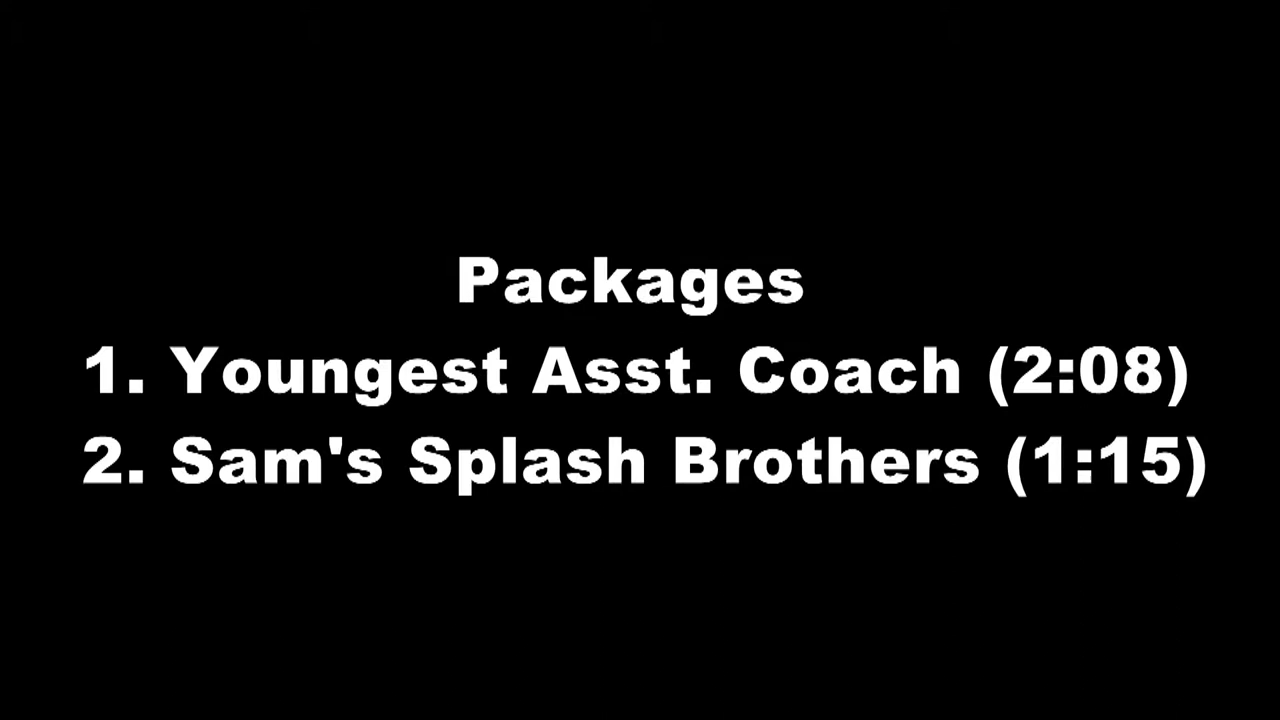 Packages
1. Youngest Asst. Coach (2:08)
2. Sam's Splash Brothers (1:15)